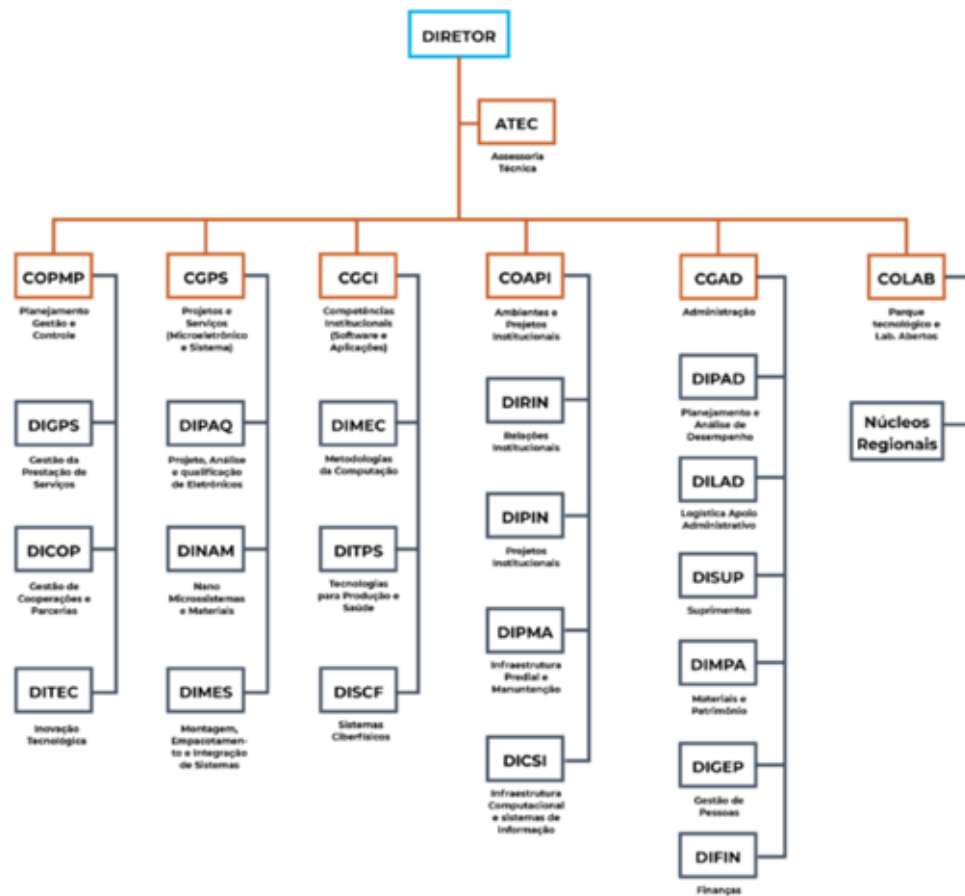 DIRETOR
ATEC
Assessoria
Técnica
COPMP
Planejamento
Gestão e
Controle
DIGPS
Gestão da
Prestação de
Serviços
DICOP
Gestão de
Cooperações e
Parcerias
DITEC
Inovação
Tecnológica
CGPS
Projetos e
Serviços
(Microeletrônico
e Sistema)
DIPAQ
Projeto, Análise
e qualificação
de Eletrônicos
DINAM
Nano
Microssistemas
e Materiais
DIMES
Montagem,
Empacotamen-
to e Integração
de Sistemas
CGCI
Competências
Institucionais
(Software e
Aplicações)
DIMEC
Metodologias
da Computação
DITPS
Tecnologias
para Produção e
Saúde
DISCF
Sistemas
Ciberfísicos
COAPI
Ambientes e
Projetos
Institucionais
DIRIN
Relações
Institucionais
DIPIN
Projetos
Institucionais
DIPMA
Infraestrutura
Predial e
Manuntenção
DICSI
Infraestrutura
Computacional
e sistemas de
Informação
CGAD
Administração
DIPAD
Planejamento e
Análise de
Desempanho
DILAD
Logística Apoio
Administrativo
DISUP
Suprimentos
DIMPA
Materiais e
Patrimônio
DIGEP
Gestão de
Pessoas
DIFIN
Finanças
COLAB
Parque
tecnológico e
Lab. Abertos
Núcleos
Regionais